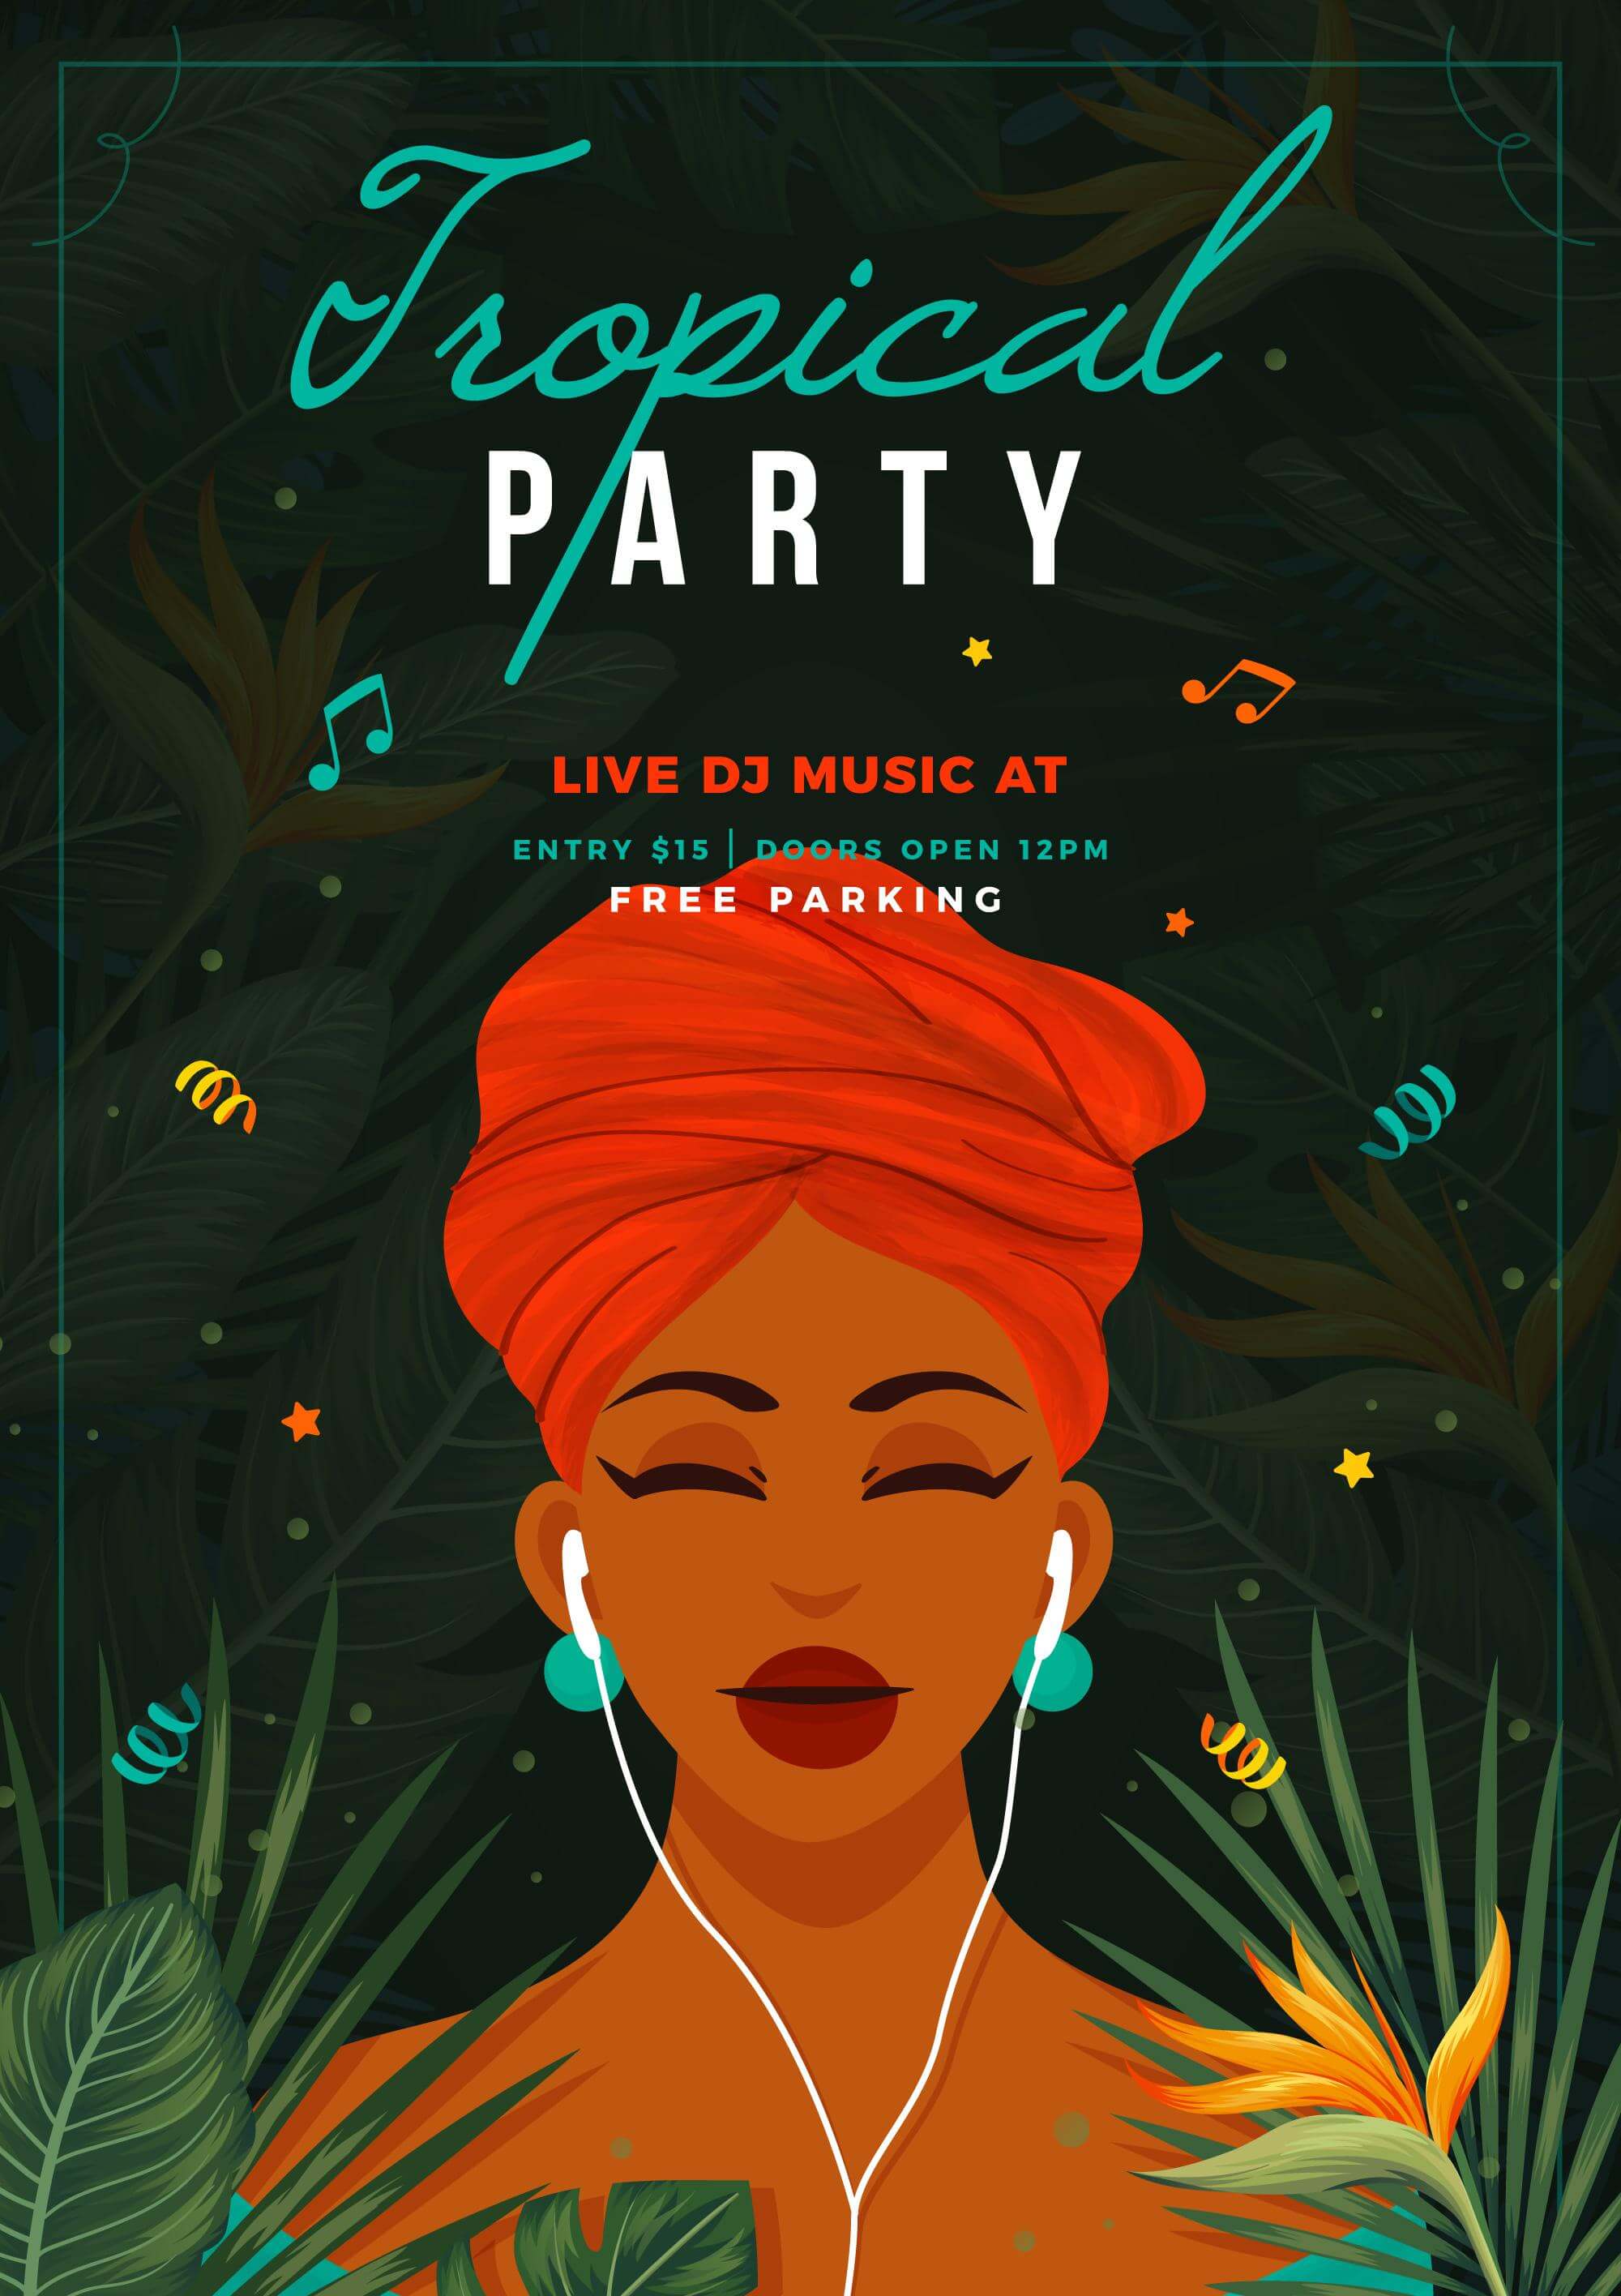 Tropical
PARTY
LIVE DJ MUSIC AT
ENTRY $15 | DOORS OPEN 12PM
FREE PARKING